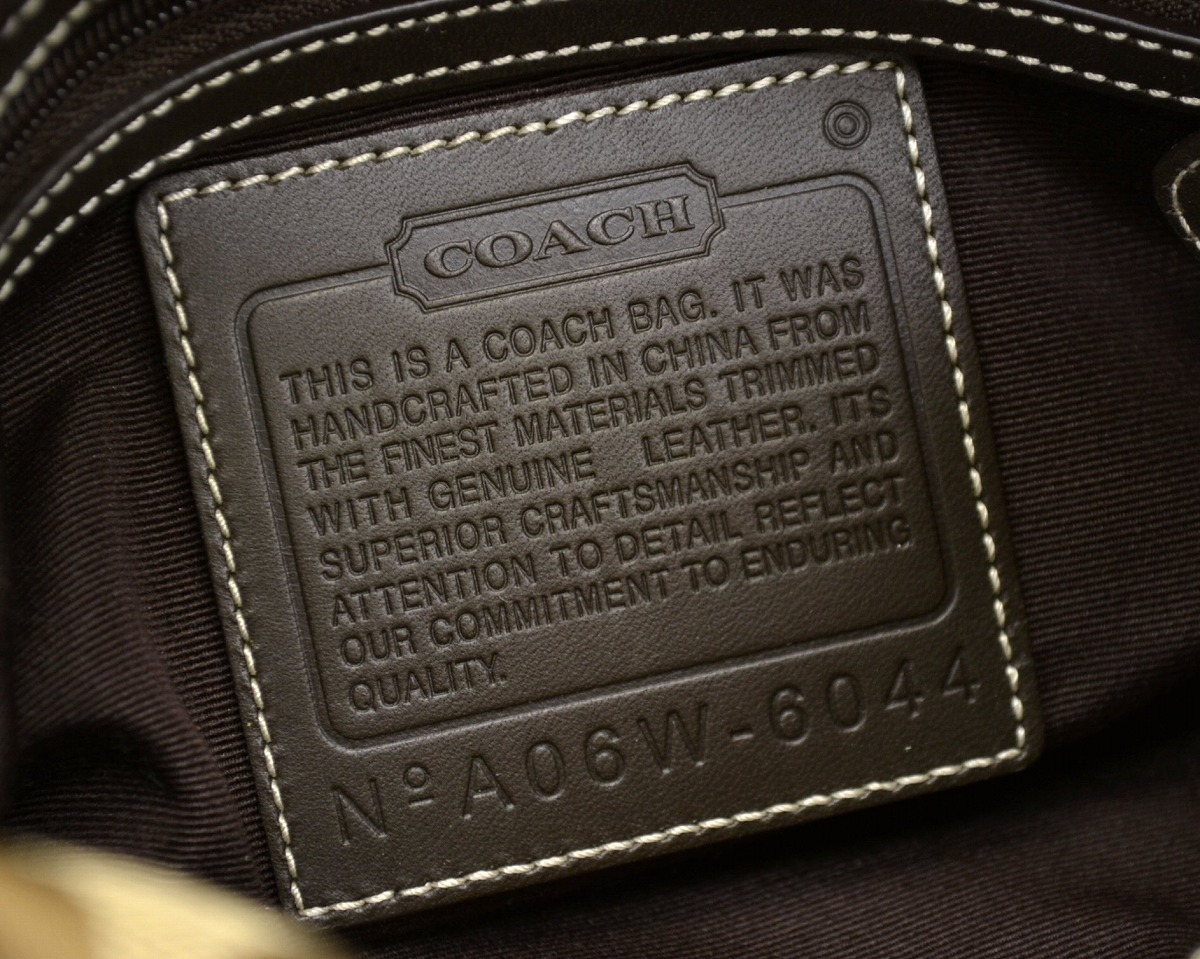 COACH
THIS IS A COACH BAG. IT WAS
HANDCRAFTED IN CHINA FROM
THE FINEST MATERIALS TRIMMED
WITH GENUINE LEATHER. ITS
SUPERIOR CRAFTSMANSHIP AND
ATTENTION TO DETAIL REFLECT
OUR COMMITMENT TO ENDURING
QUALITY.
Nº A06W-6044